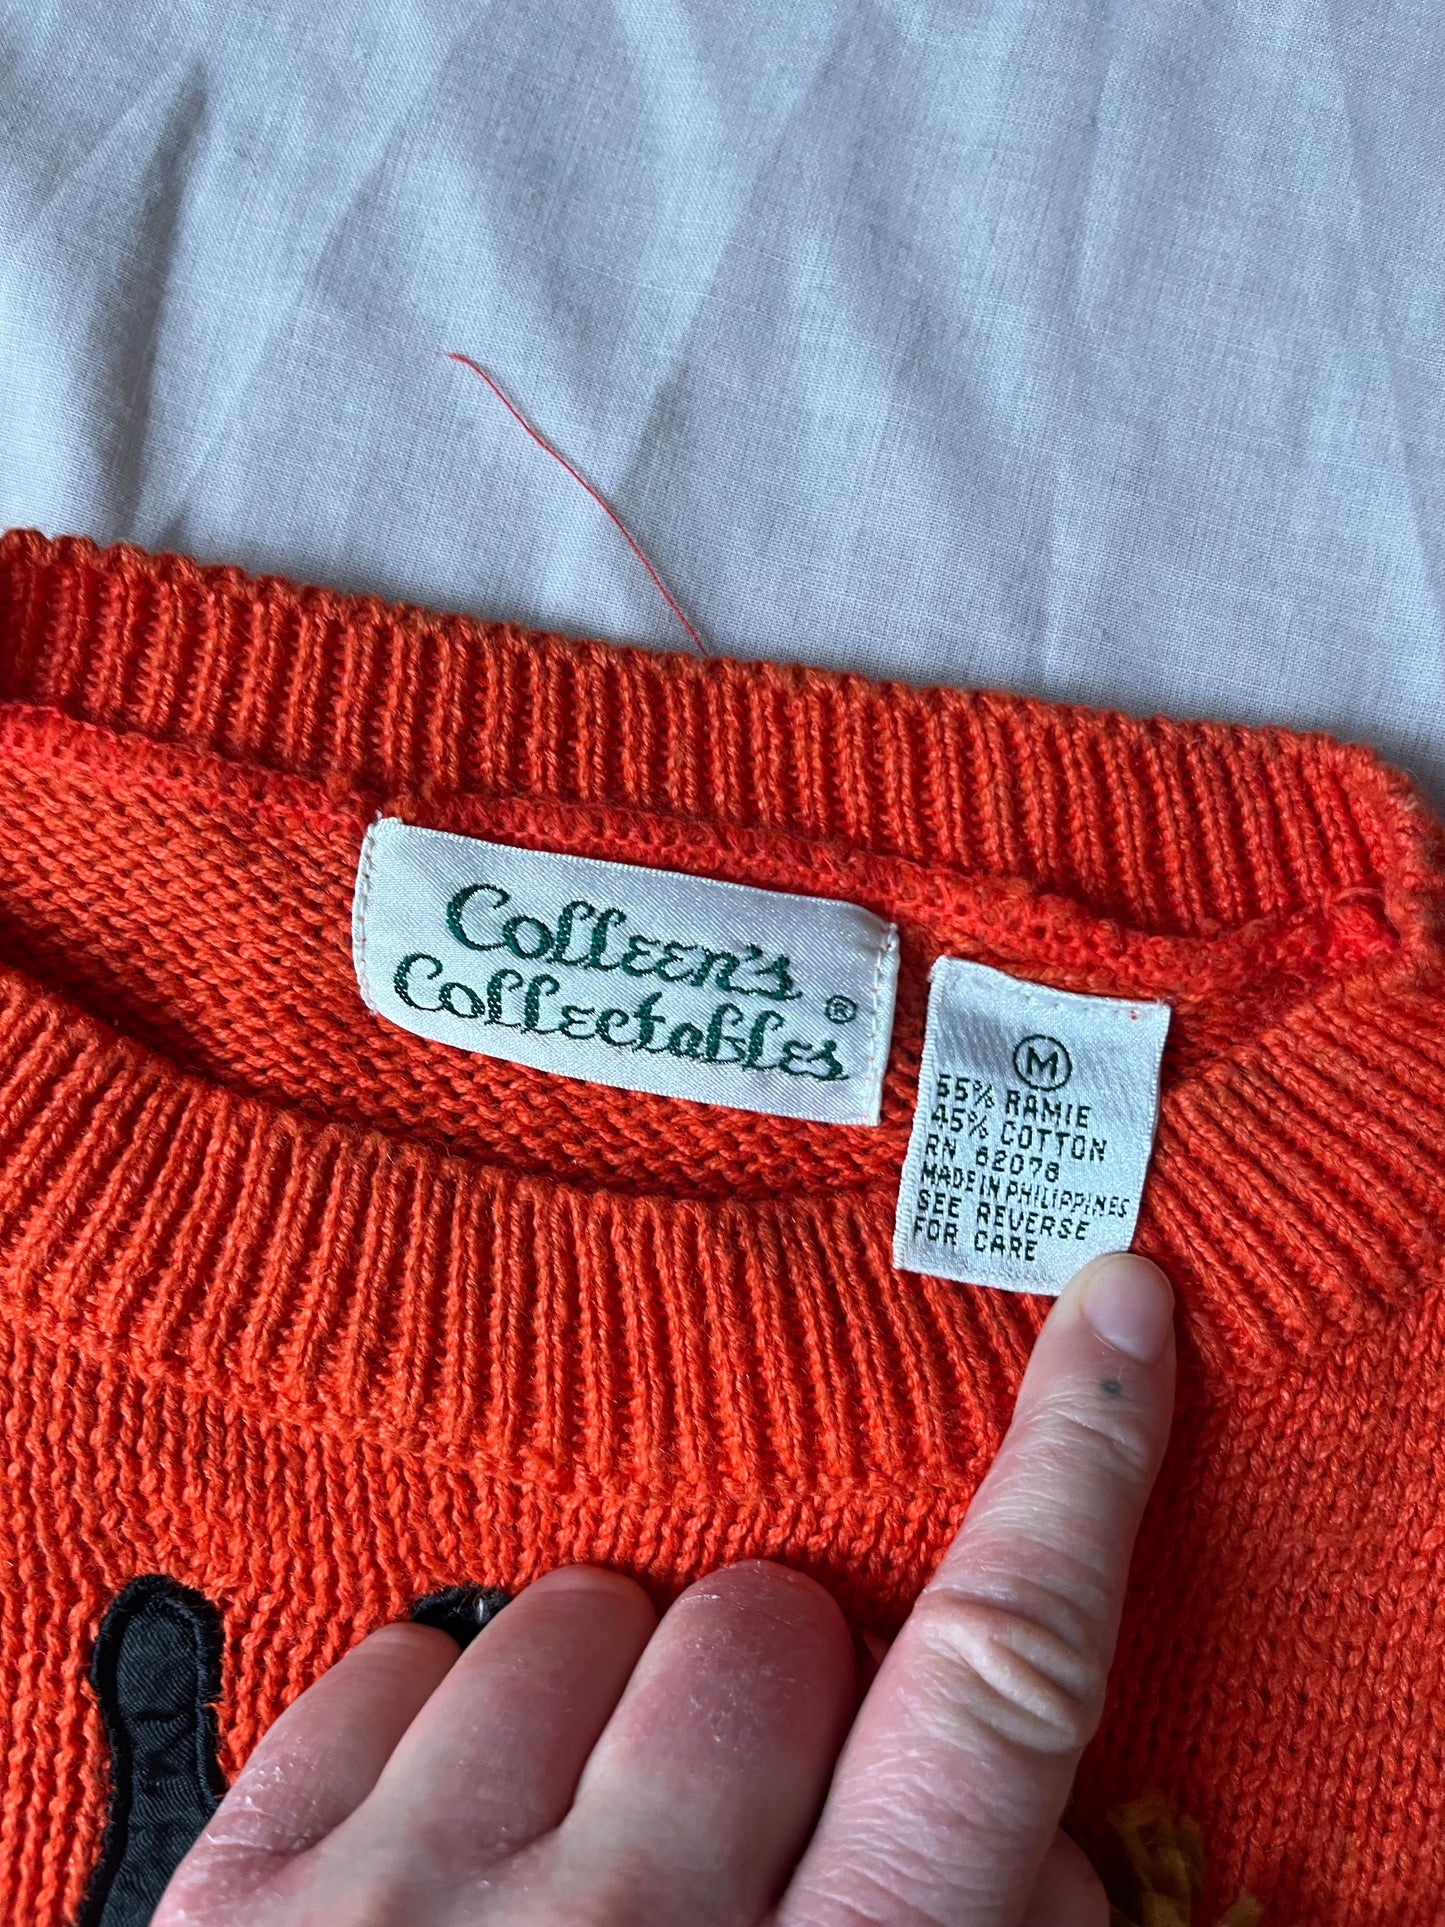 Colleen's
Collectables ®
M
55% RAMIE
45% COTTON
RN 82078
MADE IN PHILIPPINES
SEE REVERSE
FOR CARE